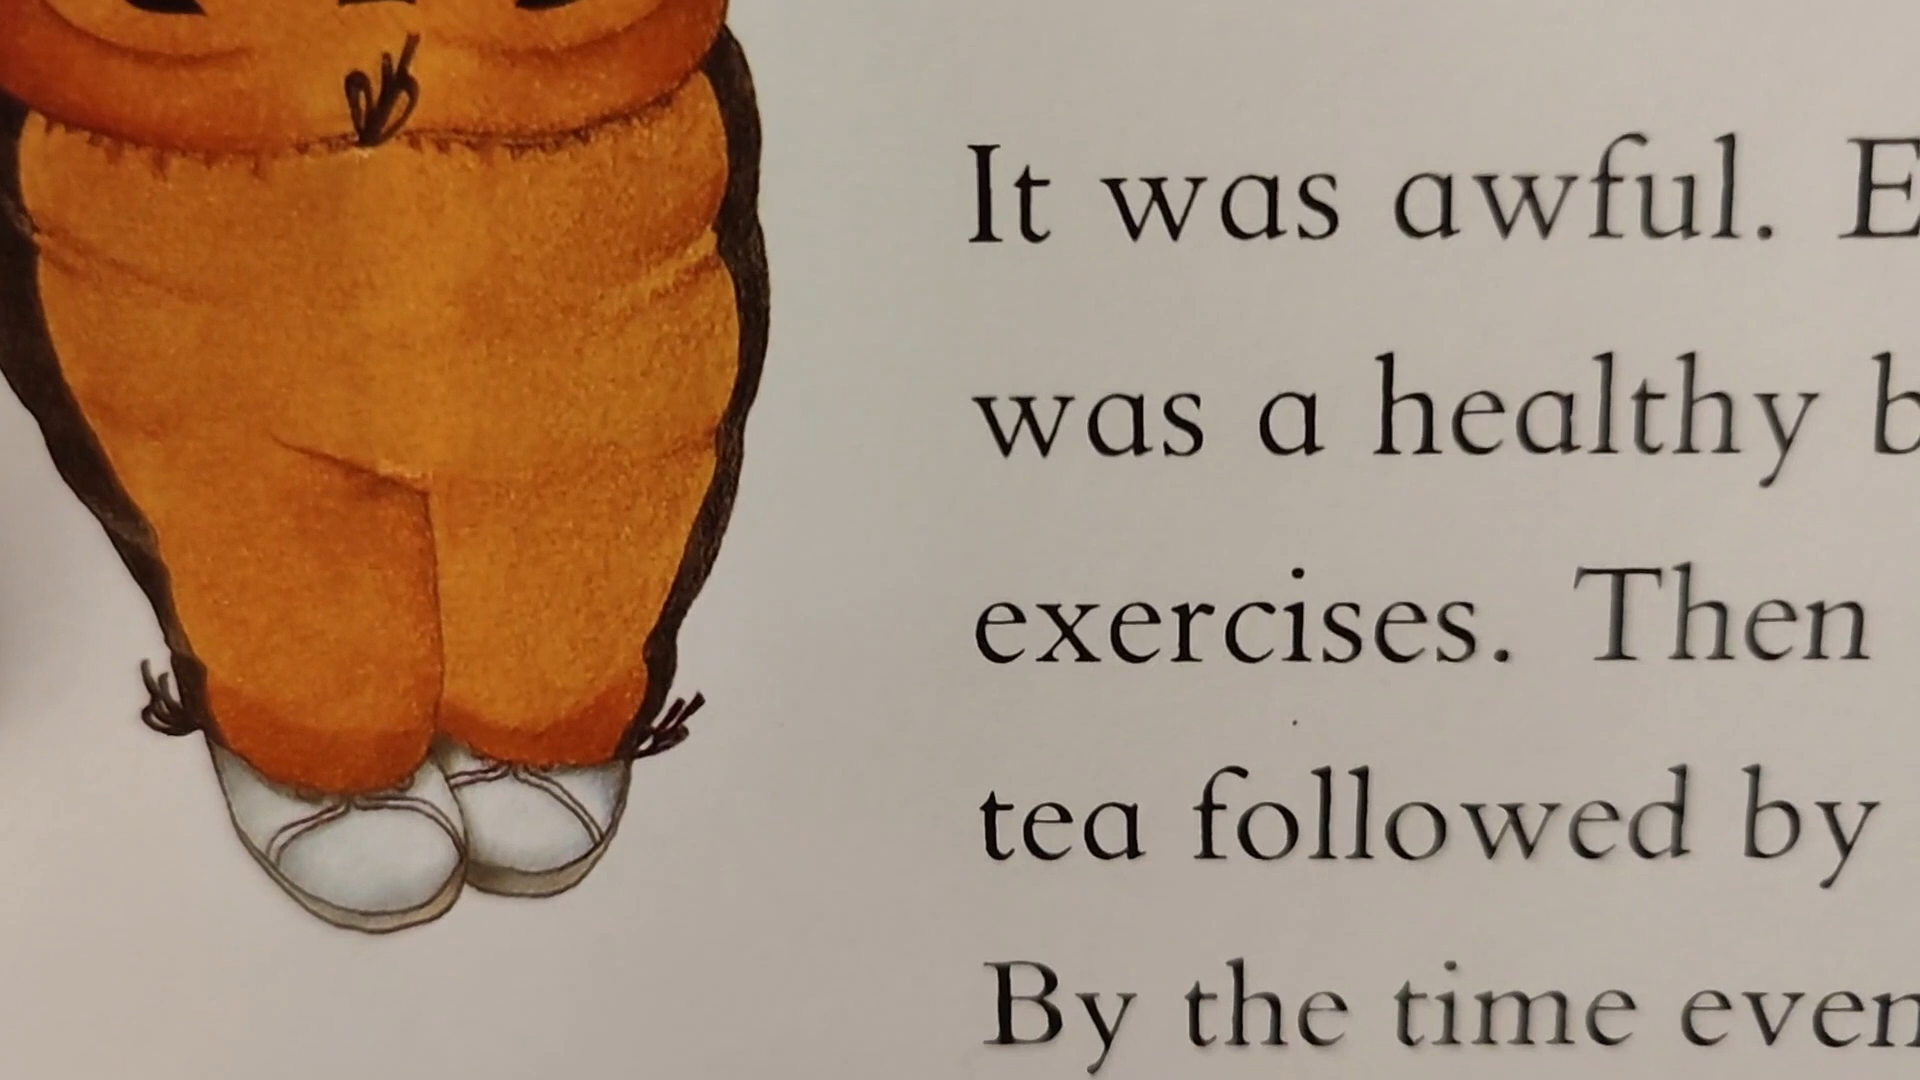 It was awful. E
was a healthy b
exercises. Then
tea followed by
By the time even